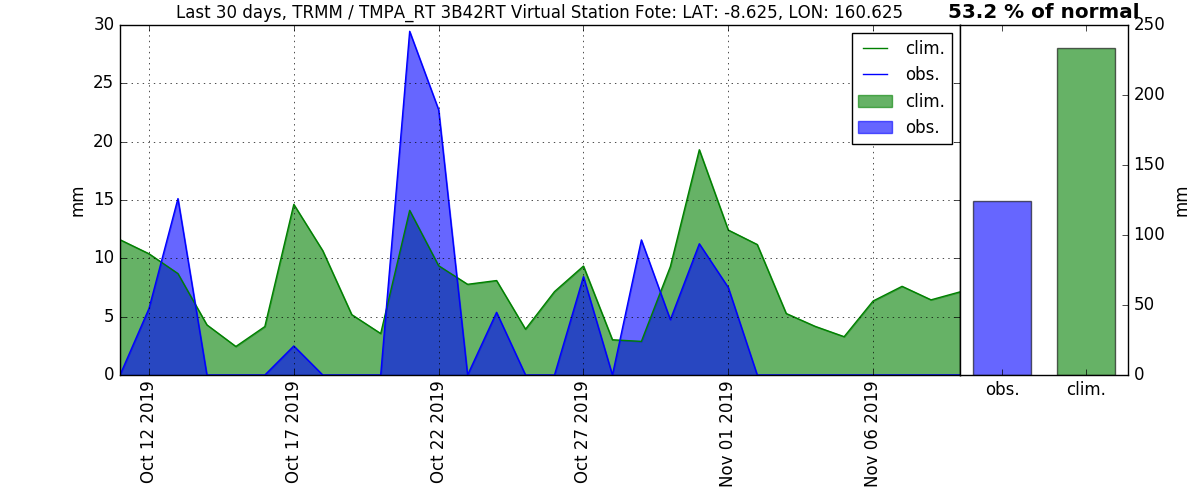 Last 30 days, TRMM / TMPA_RT 3B42RT Virtual Station Fote: LAT: -8.625, LON: 160.625
53.2 % of normal
30
25
20
15
10
5
0
mm
clim.
obs.
clim.
obs.
250
200
150
100
50
0
mm
Oct 12 2019
Oct 17 2019
Oct 22 2019
Oct 27 2019
Nov 01 2019
Nov 06 2019
obs.
clim.